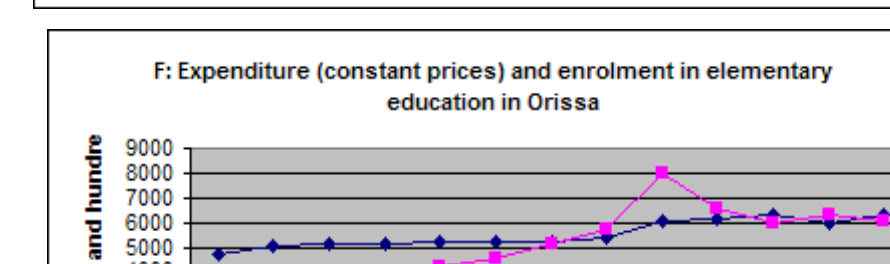 F: Expenditure (constant prices) and enrolment in elementary
education in Orissa
and hundre
9000
8000
7000
6000
5000